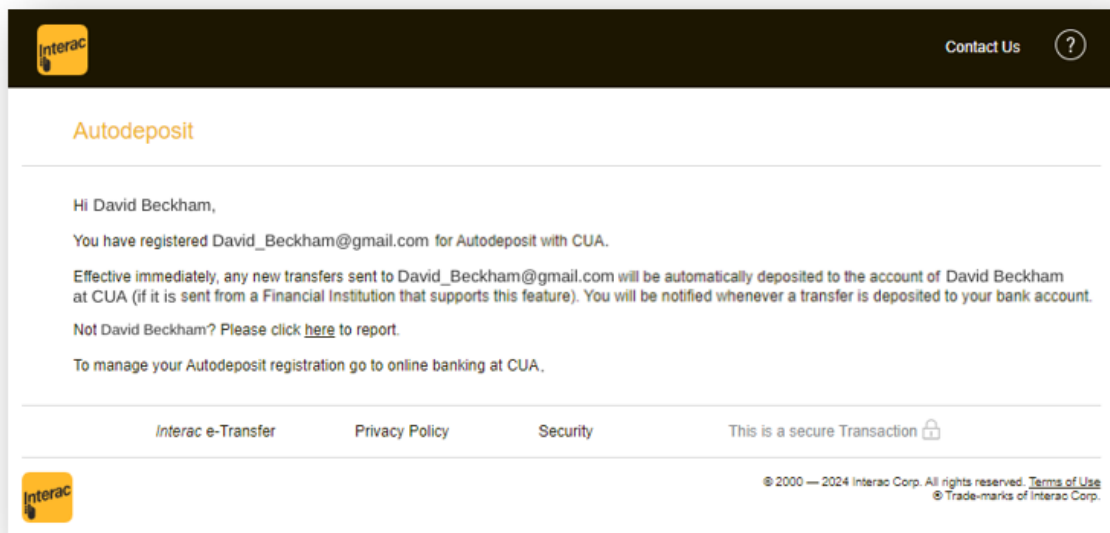 Interac
Contact Us ?
Autodeposit
Hi David Beckham,
You have registered David_Beckham@gmail.com for Autodeposit with CUA.
Effective immediately, any new transfers sent to David_Beckham@gmail.com will be automatically deposited to the account of David Beckham
at CUA (if it is sent from a Financial Institution that supports this feature). You will be notified whenever a transfer is deposited to your bank account.
Not David Beckham? Please click here to report.
To manage your Autodeposit registration go to online banking at CUA.
Interac e-Transfer Privacy Policy Security This is a secure Transaction
Interac
© 2000 — 2024 Interac Corp. All rights reserved. Terms of Use
® Trade-marks of Interac Corp.